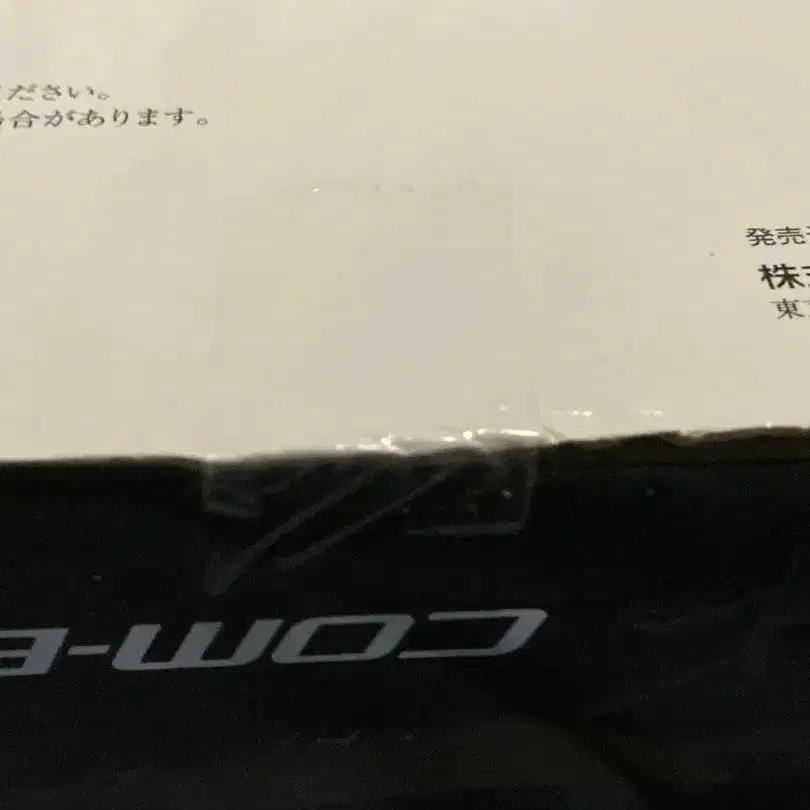 ださい。
合があります。
発売
株
東
com-